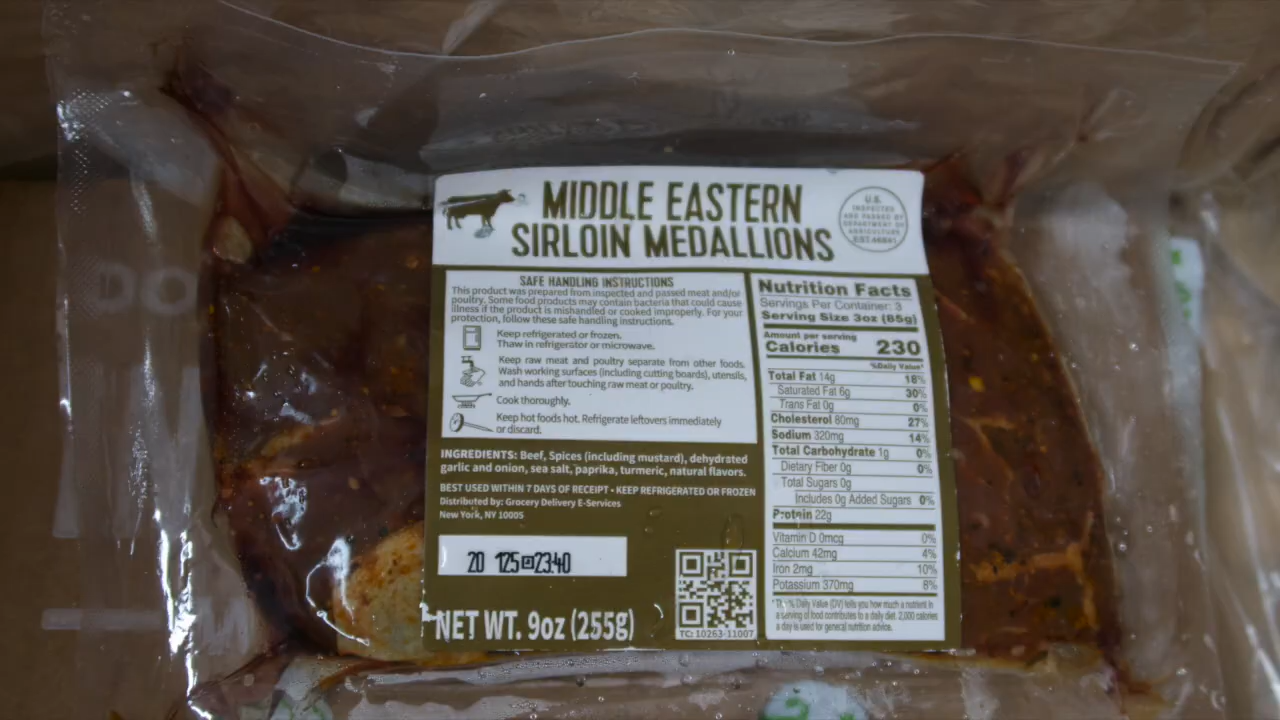 MIDDLE EASTERN
SIRLOIN MEDALLIONS
U.S.
INSPECTED
AND PASSED BY
DEPARTMENT OF
AGRICULTURE
SAFE HANDLING INSTRUCTIONS
This product was prepared from inspected and passed meat and/or
poultry. Some food products may contain bacteria that could cause
illness if the product is mishandled or cooked improperly. For your
protection, follow these safe handling instructions.
Keep refrigerated or frozen.
Thaw in refrigerator or microwave.
Keep raw meat and poultry separate from other foods.
Wash working surfaces (including cutting boards), utensils,
and hands after touching raw meat or poultry.
Cook thoroughly.
Keep hot foods hot. Refrigerate leftovers immediately
or discard.
INGREDIENTS: Beef, Spices (including mustard), dehydrated
garlic and onion, sea salt, paprika, turmeric, natural flavors.
BEST USED WITHIN 7 DAYS OF RECEIPT • KEEP REFRIGERATED OR FROZEN
Distributed by: Grocery Delivery E-Services
New York, NY 10005
20 125 23:40
NET WT. 9oz (255g)
TC: 10263-11007
Nutrition Facts
Servings Per Container: 3
Serving Size 3oz (85g)
Amount per serving
Calories 230
%Daily Value*
Total Fat 14g 18%
Saturated Fat 6g 30%
Trans Fat 0g 0%
Cholesterol 80mg 27%
Sodium 320mg 14%
Total Carbohydrate 1g 0%
Dietary Fiber 0g 0%
Total Sugars 0g
Includes 0g Added Sugars 0%
Protein 22g
Vitamin D 0mcg 0%
Calcium 42mg 4%
Iron 2mg 10%
Potassium 370mg 8%
* The % Daily Value (DV) tells you how much a nutrient in
a serving of food contributes to a daily diet. 2,000 calories
a day is used for general nutrition advice.
DO